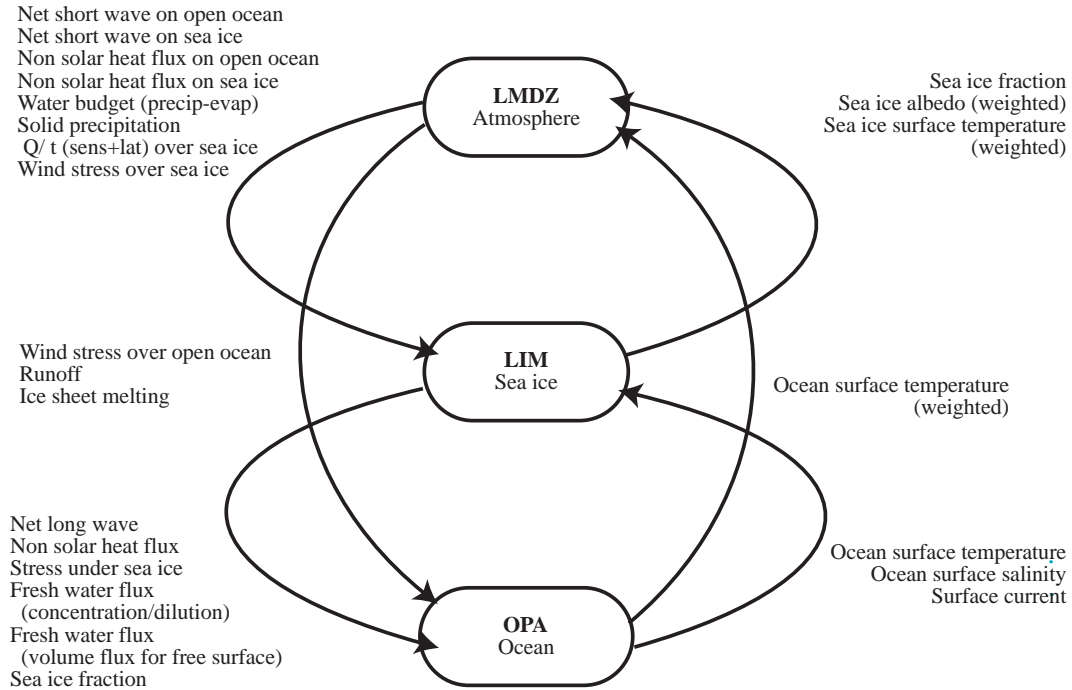 Net short wave on open ocean
Net short wave on sea ice
Non solar heat flux on open ocean
Non solar heat flux on sea ice
Water budget (precip-evap)
Solid precipitation
Q/ t (sens+lat) over sea ice
Wind stress over sea ice
LMDZ
Atmosphere
Sea ice fraction
Sea ice albedo (weighted)
Sea ice surface temperature
(weighted)
Wind stress over open ocean
Runoff
Ice sheet melting
LIM
Sea ice
Ocean surface temperature
(weighted)
Net long wave
Non solar heat flux
Stress under sea ice
Fresh water flux
(concentration/dilution)
Fresh water flux
(volume flux for free surface)
Sea ice fraction
OPA
Ocean
Ocean surface temperature
Ocean surface salinity
Surface current